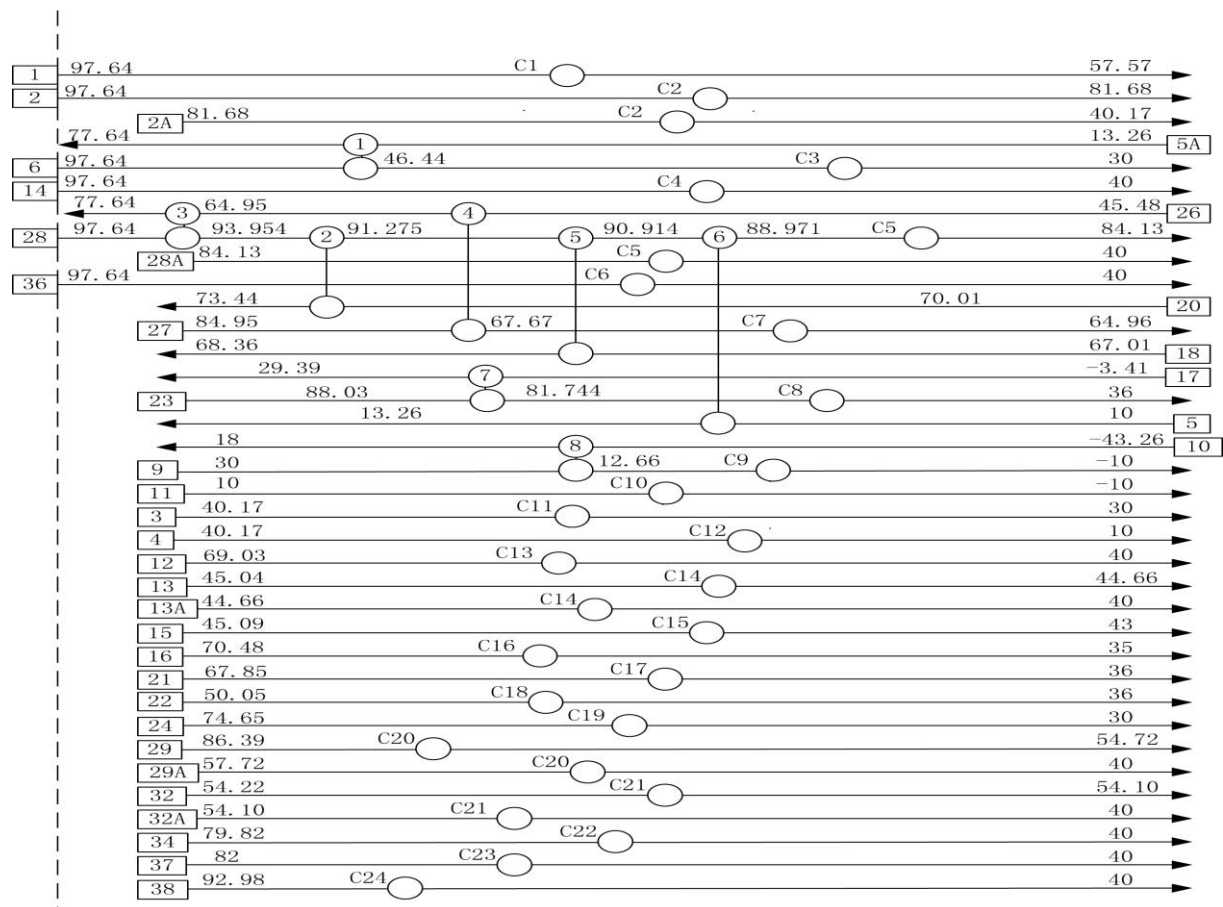 1 97.64 C1 57.57
2 97.64 C2 81.68
2A 81.68 C2 40.17
77.64 1 13.26 5A
6 97.64 46.44 C3 30
14 97.64 C4 40
77.64 3 64.95 4 45.48 26
28 97.64 93.954 2 91.275 5 90.914 6 88.971 C5 84.13
28A 84.13 C5 40
36 97.64 C6 40
73.44 70.01 20
27 84.95 67.67 C7 64.96
68.36 67.01 18
29.39 7 -3.41 17
23 88.03 81.744 C8 36
13.26 10 5
18 8 -43.26 10
9 30 12.66 C9 -10
11 10 C10 -10
3 40.17 C11 30
4 40.17 C12 10
12 69.03 C13 40
13 45.04 C14 44.66
13A 44.66 C14 40
15 45.09 C15 43
16 70.48 C16 35
21 67.85 C17 36
22 50.05 C18 36
24 74.65 C19 30
29 86.39 C20 54.72
29A 57.72 C20 40
32 54.22 C21 54.10
32A 54.10 C21 40
34 79.82 C22 40
37 82 C23 40
38 92.98 C24 40